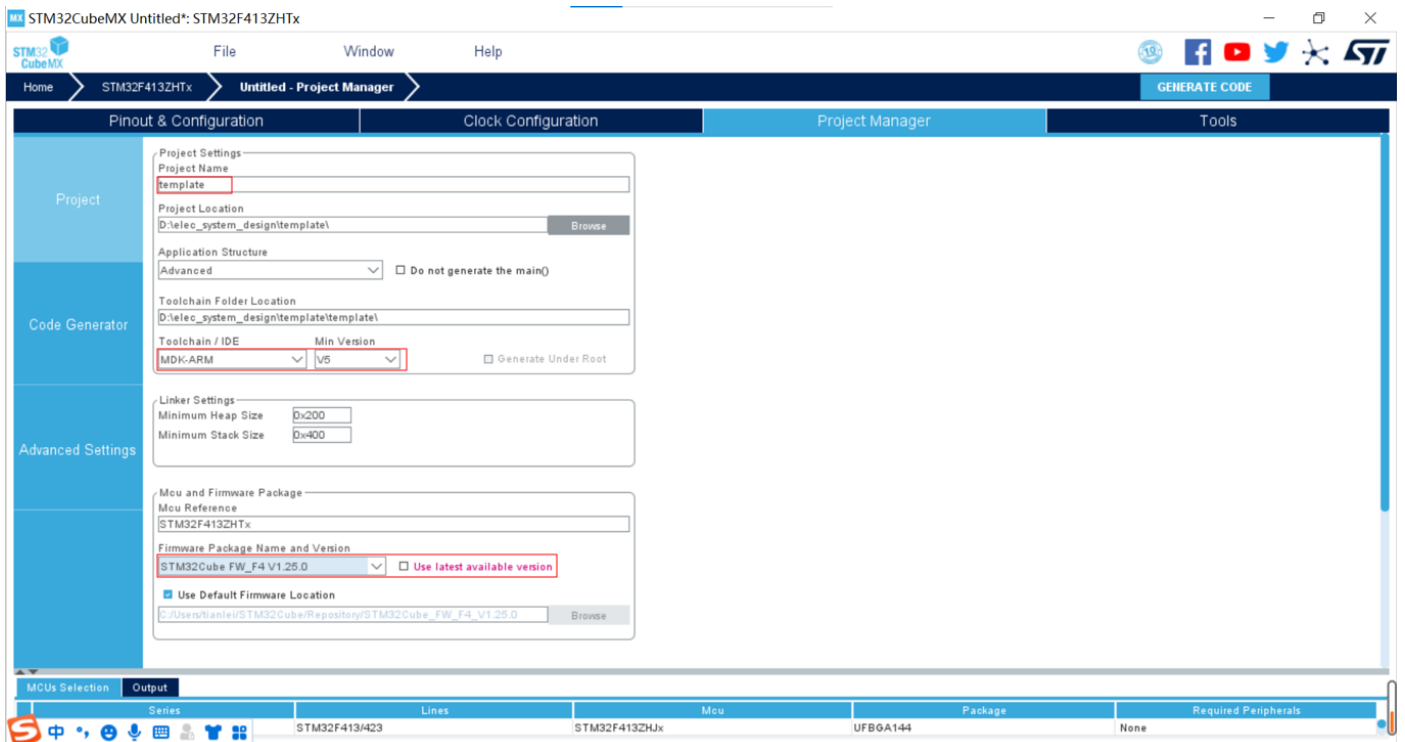 MX STM32CubeMX Untitled*: STM32F413ZHTx
STM32 CubeMX
File Window Help
Home STM32F413ZHTx Untitled - Project Manager GENERATE CODE
Pinout & Configuration Clock Configuration Project Manager Tools
Project
Code Generator
Advanced Settings
Project Settings
Project Name
template
Project Location
D:\elec_system_design\template\ Browse
Application Structure
Advanced Do not generate the main()
Toolchain Folder Location
D:\elec_system_design\template\template\
Toolchain / IDE Min Version
MDK-ARM V5 Generate Under Root
Linker Settings
Minimum Heap Size 0x200
Minimum Stack Size 0x400
Mcu and Firmware Package
Mcu Reference
STM32F413ZHTx
Firmware Package Name and Version
STM32Cube FW_F4 V1.25.0 Use latest available version
Use Default Firmware Location
C:/Users/tianlei/STM32Cube/Repository/STM32Cube_FW_F4_V1.25.0 Browse
MCUs Selection Output
Series Lines Mcu Package Required Peripherals
STM32F413/423 STM32F413ZHJx UFBGA144 None
中